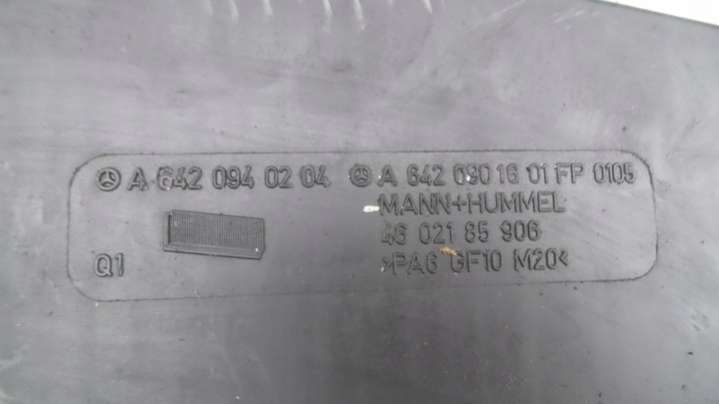 A 642 094 02 04 A 642 090 16 01 FP 0105
MANN+HUMMEL
46 021 85 906
Q1
>PA6 GF10 M20<